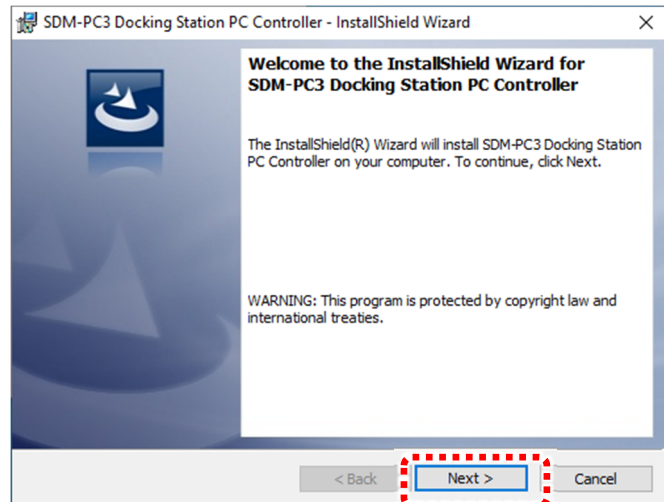 SDM-PC3 Docking Station PC Controller - InstallShield Wizard
Welcome to the InstallShield Wizard for
SDM-PC3 Docking Station PC Controller
The InstallShield(R) Wizard will install SDM-PC3 Docking Station
PC Controller on your computer. To continue, click Next.
WARNING: This program is protected by copyright law and
international treaties.
< Back
Next >
Cancel